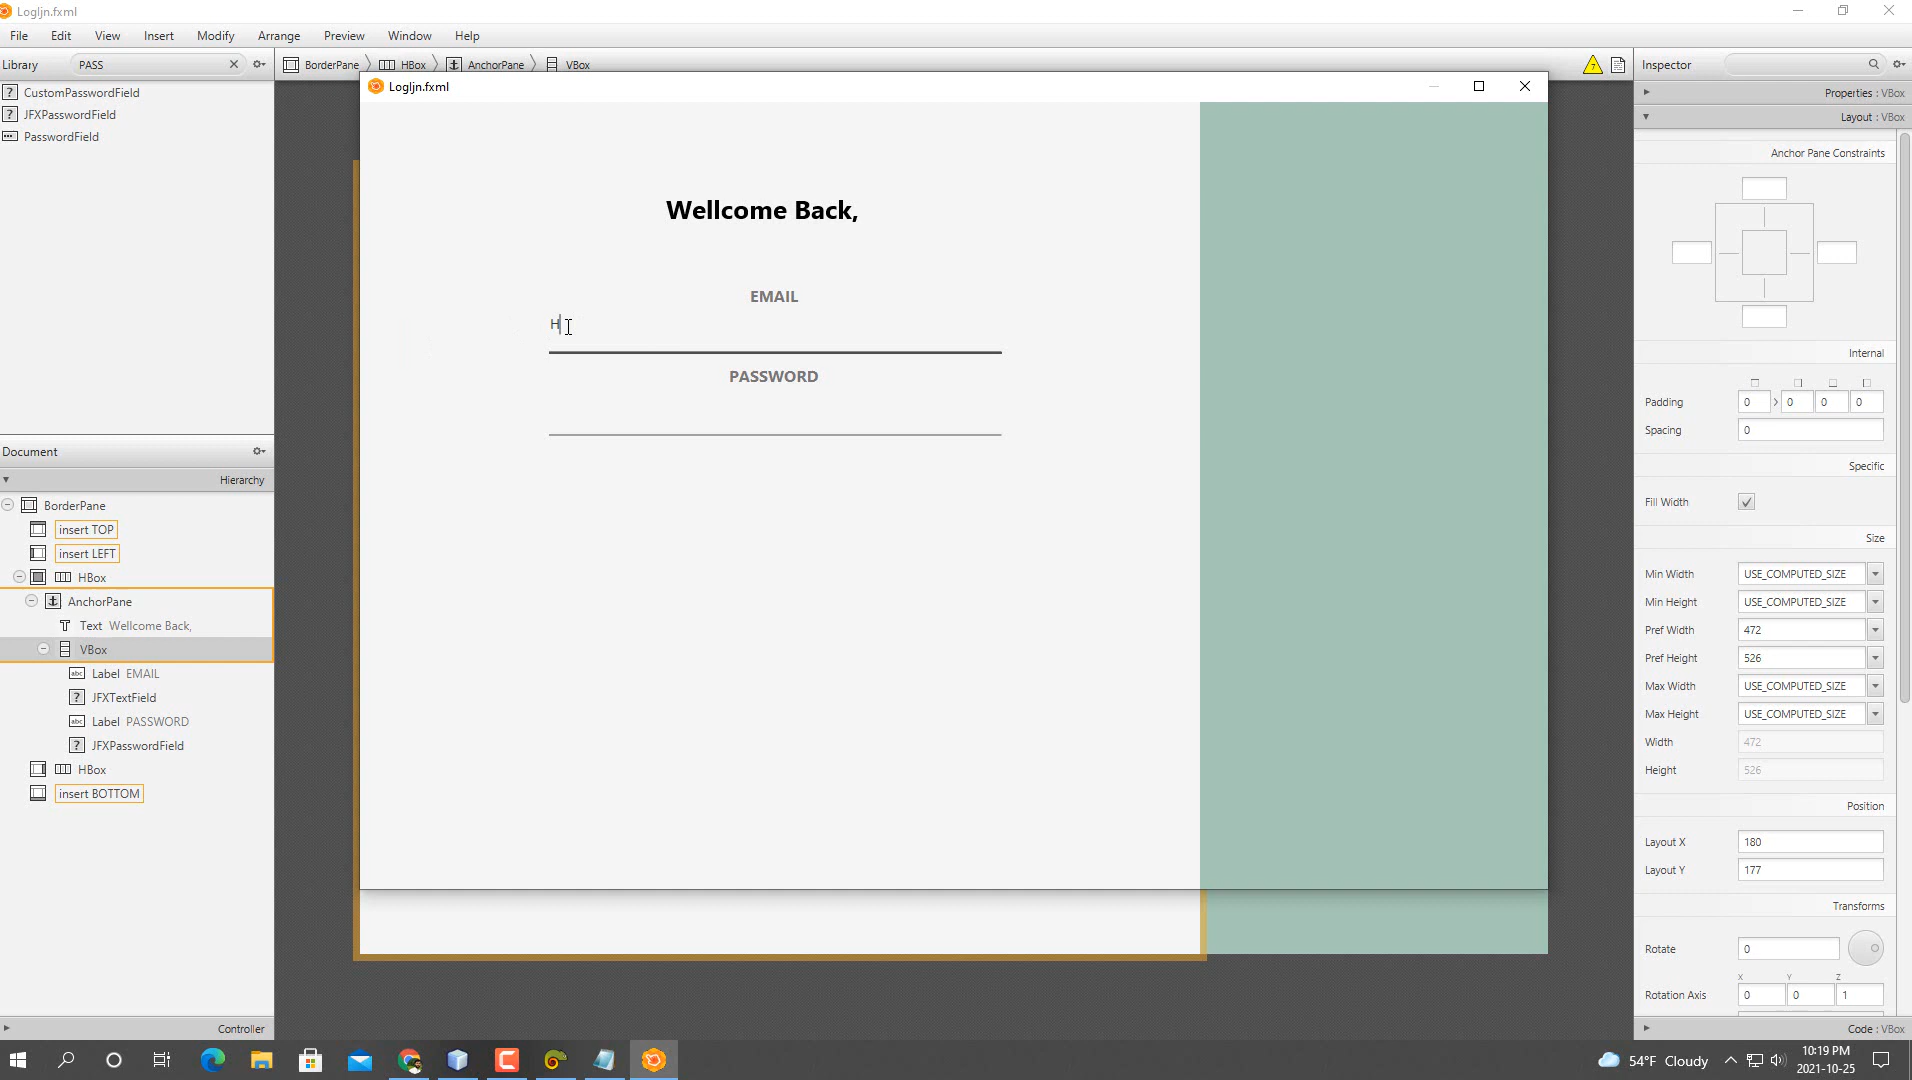 Logljn.fxml
File Edit View Insert Modify Arrange Preview Window Help
Library PASS
BorderPane HBox AnchorPane VBox
7
Inspector
CustomPasswordField
JFXPasswordField
PasswordField
Logljn.fxml
Wellcome Back,
EMAIL
H
PASSWORD
Document
Hierarchy
BorderPane
insert TOP
insert LEFT
HBox
AnchorPane
Text Wellcome Back,
VBox
abc Label EMAIL
? JFXTextField
abc Label PASSWORD
? JFXPasswordField
HBox
insert BOTTOM
Controller
Properties : VBox
Layout : VBox
Anchor Pane Constraints
Internal
Padding 0 0 0 0
Spacing 0
Specific
Fill Width
Size
Min Width USE_COMPUTED_SIZE
Min Height USE_COMPUTED_SIZE
Pref Width 472
Pref Height 526
Max Width USE_COMPUTED_SIZE
Max Height USE_COMPUTED_SIZE
Width 472
Height 526
Position
Layout X 180
Layout Y 177
Transforms
Rotate 0
X Y Z
Rotation Axis 0 0 1
Code : VBox
54°F Cloudy
10:19 PM
2021-10-25